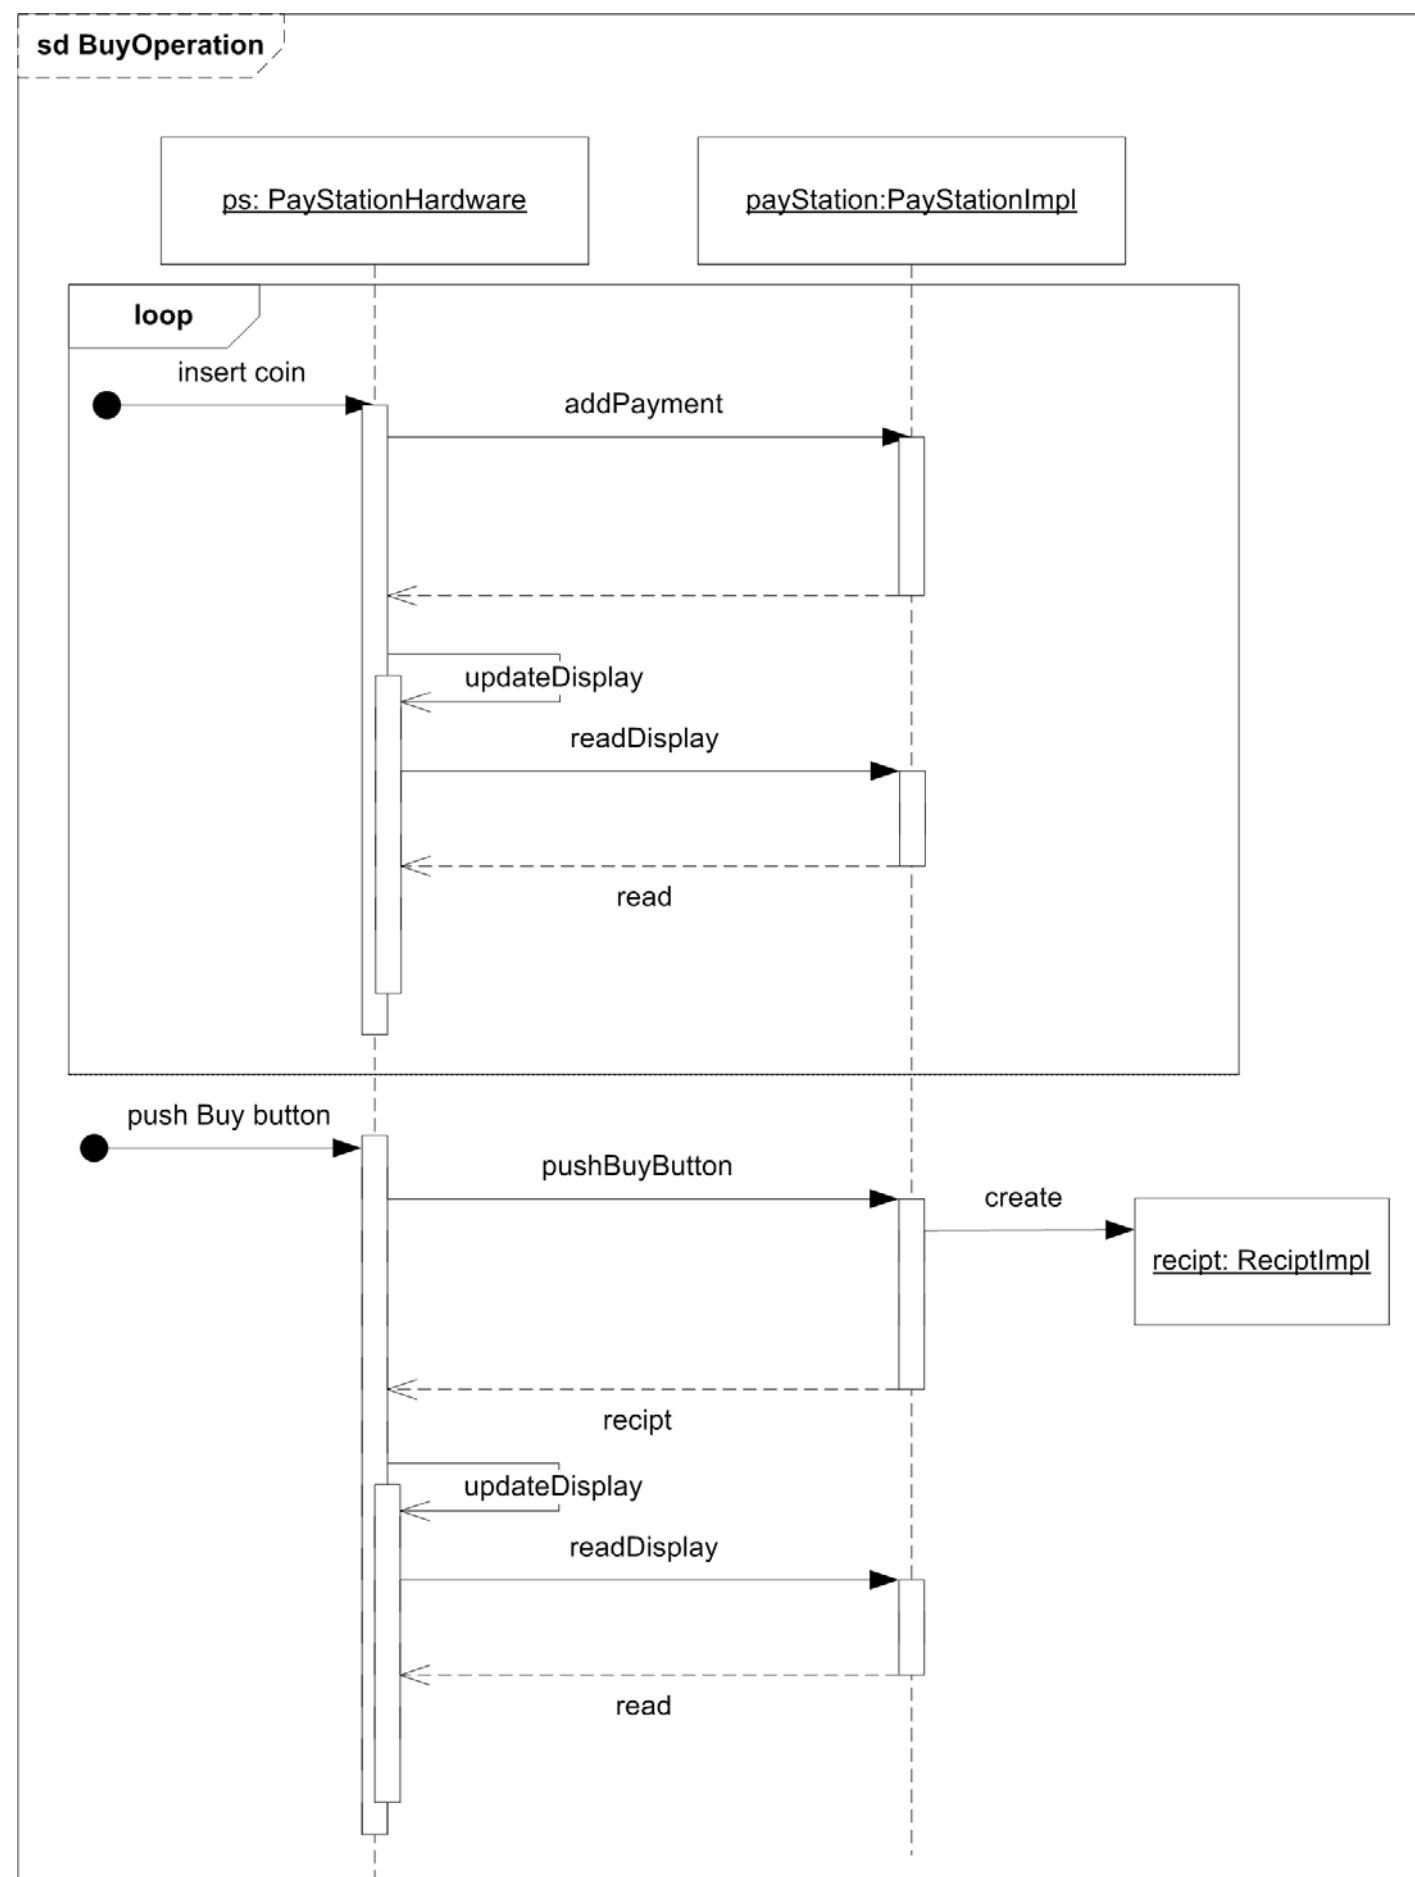 sd BuyOperation
ps: PayStationHardware
payStation:PayStationImpl
loop
insert coin
addPayment
updateDisplay
readDisplay
read
push Buy button
pushBuyButton
create
recipt: ReciptImpl
recipt
updateDisplay
readDisplay
read